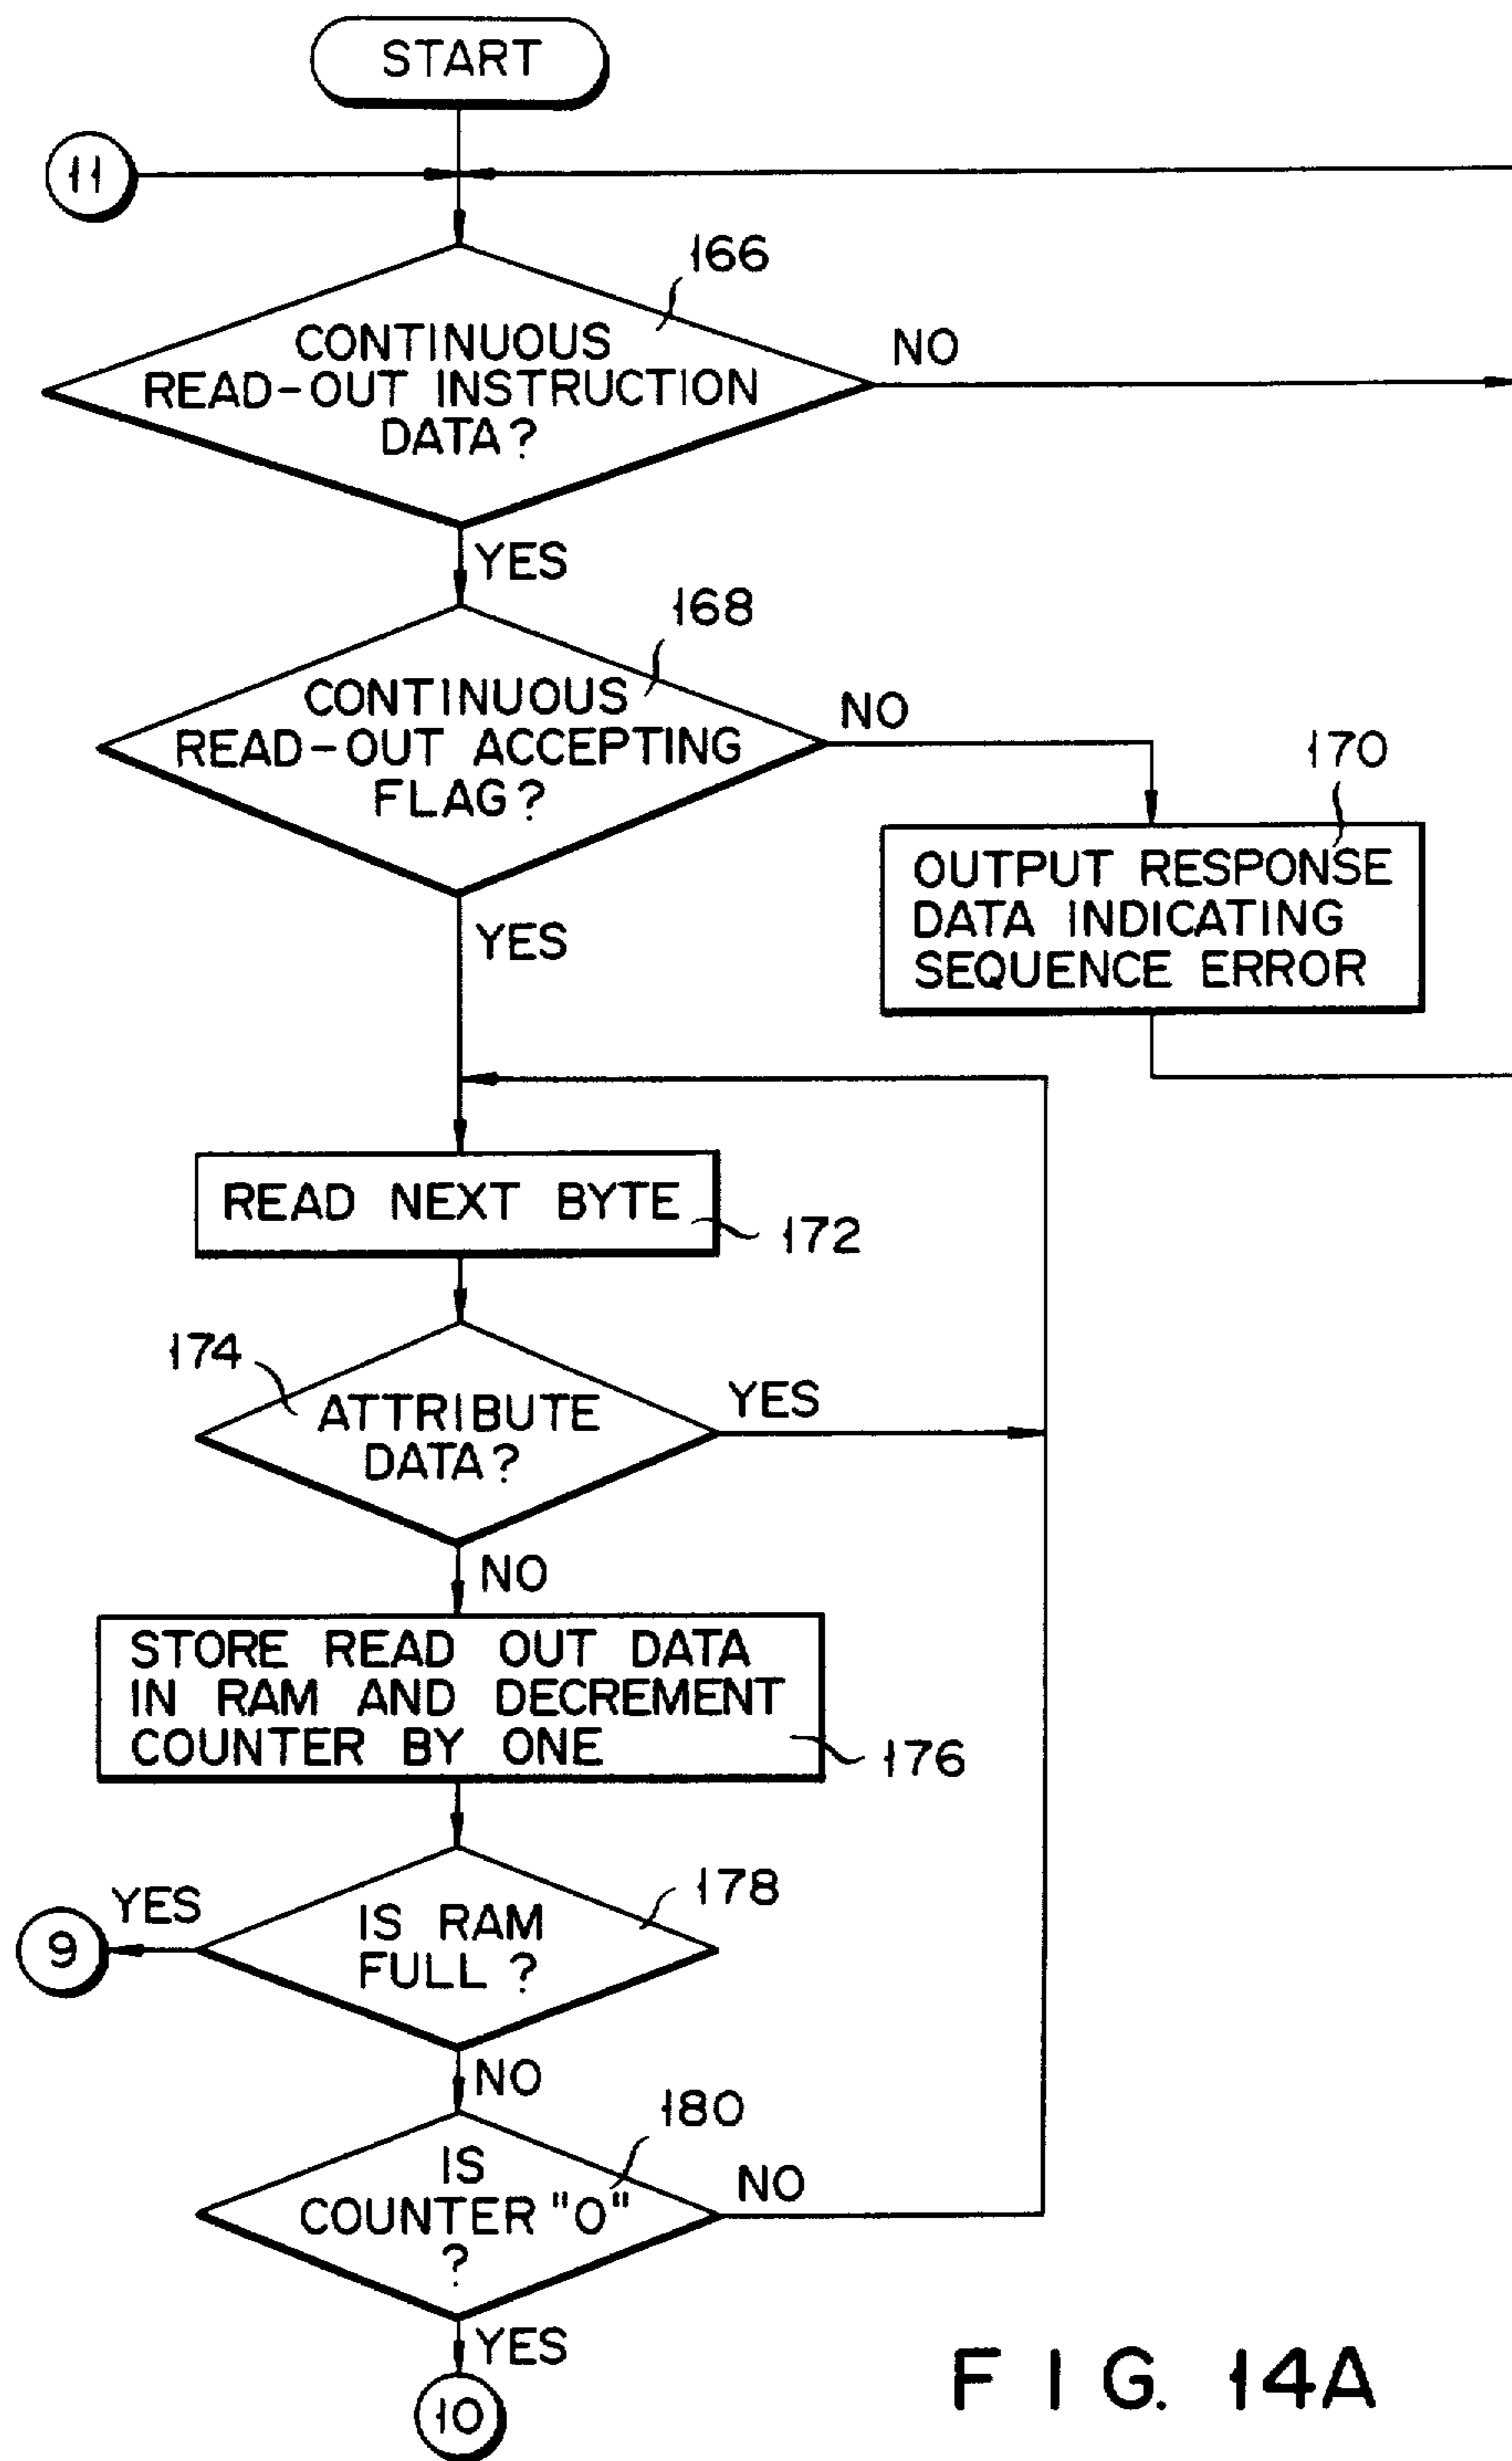 START
11
166
CONTINUOUS
READ-OUT INSTRUCTION
DATA?
NO
YES
168
CONTINUOUS
READ-OUT ACCEPTING
FLAG?
NO
YES
170
OUTPUT RESPONSE
DATA INDICATING
SEQUENCE ERROR
READ NEXT BYTE
172
174
ATTRIBUTE
DATA?
YES
NO
STORE READ OUT DATA
IN RAM AND DECREMENT
COUNTER BY ONE
176
178
IS RAM
FULL ?
YES
9
NO
180
IS
COUNTER "0"
?
NO
YES
10
FIG. 14A